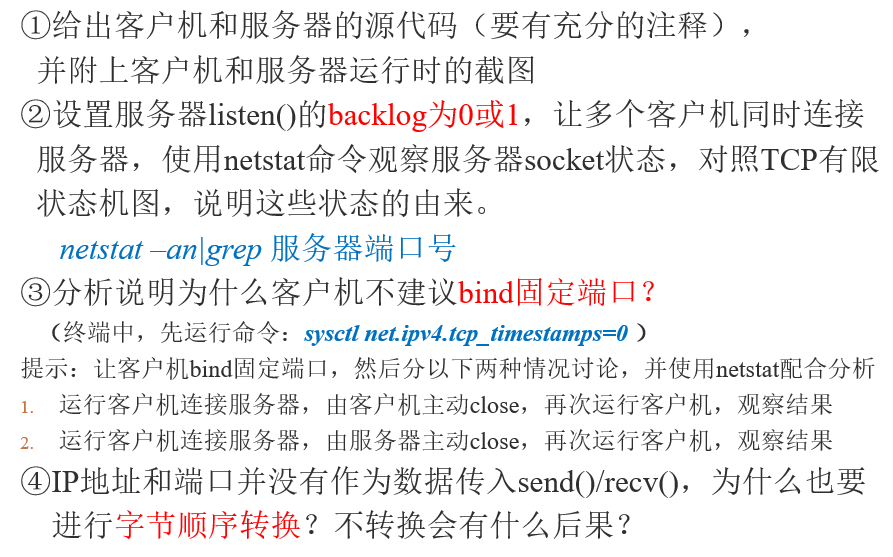 ①给出客户机和服务器的源代码（要有充分的注释），
并附上客户机和服务器运行时的截图
②设置服务器listen()的backlog为0或1，让多个客户机同时连接
服务器，使用netstat命令观察服务器socket状态，对照TCP有限
状态机图，说明这些状态的由来。
netstat –an|grep 服务器端口号
③分析说明为什么客户机不建议bind固定端口？
（终端中，先运行命令：sysctl net.ipv4.tcp_timestamps=0 ）
提示：让客户机bind固定端口，然后分以下两种情况讨论，并使用netstat配合分析
1. 运行客户机连接服务器，由客户机主动close，再次运行客户机，观察结果
2. 运行客户机连接服务器，由服务器主动close，再次运行客户机，观察结果
④IP地址和端口并没有作为数据传入send()/recv()，为什么也要
进行字节顺序转换？不转换会有什么后果？